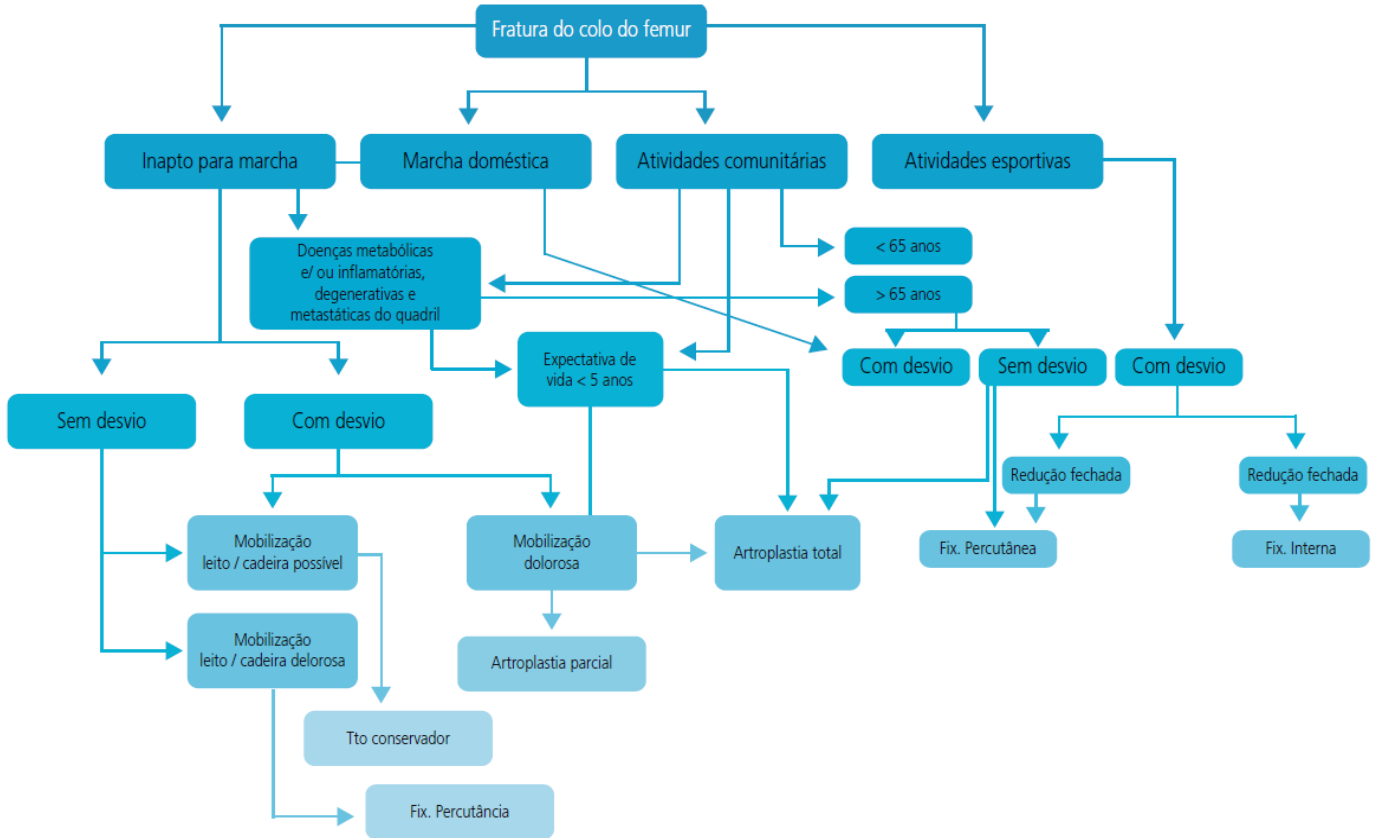 Fratura do colo do femur
Inapto para marcha
Marcha doméstica
Atividades comunitárias
Atividades esportivas
Doenças metabólicas
e/ ou inflamatórias,
degenerativas e
metastáticas do quadril
< 65 anos
> 65 anos
Expectativa de
vida < 5 anos
Com desvio
Sem desvio
Com desvio
Sem desvio
Com desvio
Redução fechada
Redução fechada
Mobilização
leito / cadeira possível
Mobilização
dolorosa
Artroplastia total
Fix. Percutânea
Fix. Interna
Mobilização
leito / cadeira delorosa
Artroplastia parcial
Tto conservador
Fix. Percutância